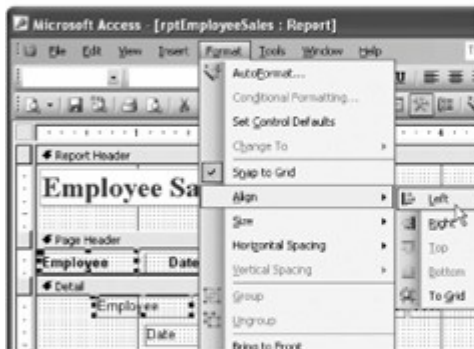 Microsoft Access - [rptEmployeeSales : Report]
File Edit View Insert Format Tools Window Help
AutoFormat...
Conditional Formatting...
Set Control Defaults
Change To
Report Header
Snap to Grid
Employee Sa
Align
Left
Size
Right
Page Header
Horizontal Spacing
Top
Employee Date
Vertical Spacing
Bottom
Detail
Group
To Grid
Employee
Ungroup
Date
Bring to Front